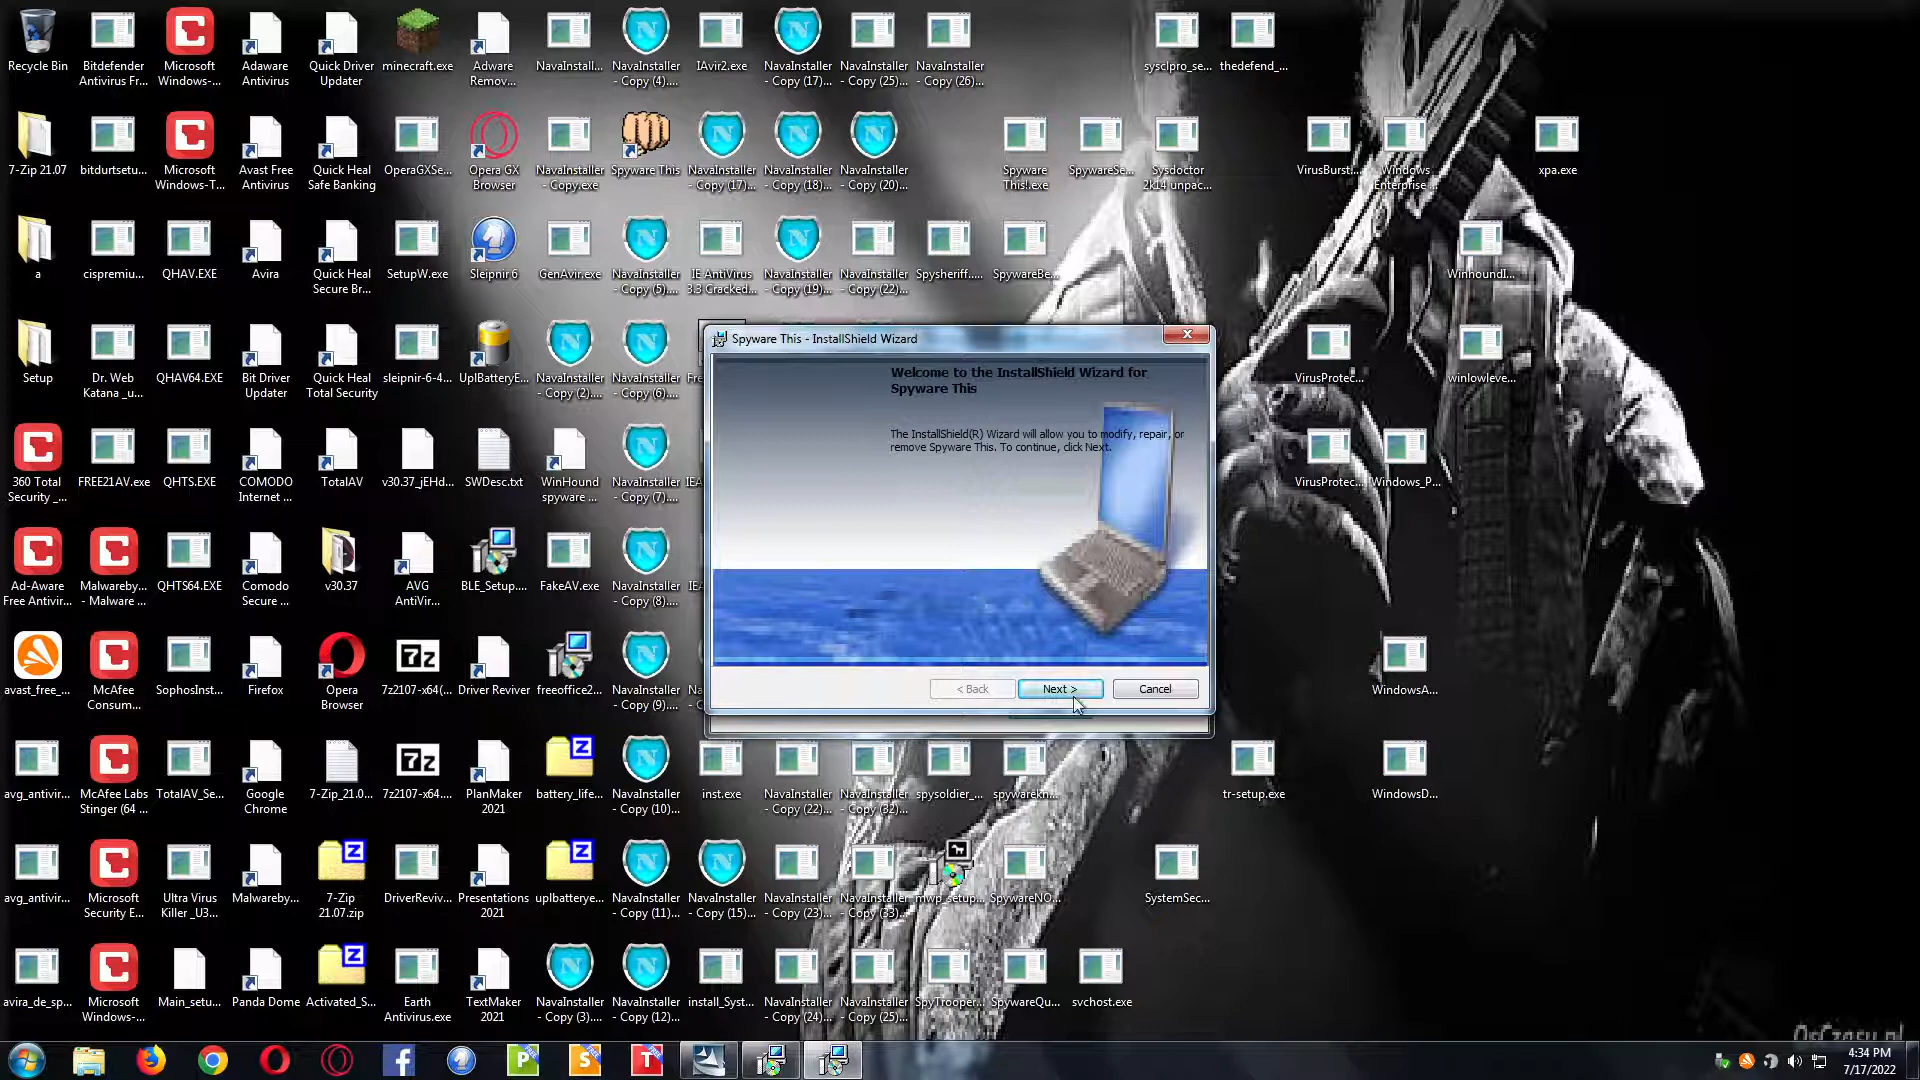 Recycle Bin
Bitdefender
Antivirus Fr...
Microsoft
Windows-...
Adaware
Antivirus
Quick Driver
Updater
minecraft.exe
Adware
Remov...
NavaInstall...
NavaInstaller
- Copy (4)....
IAvir2.exe
NavaInstaller
- Copy (17)...
NavaInstaller
- Copy (25)...
NavaInstaller
- Copy (26)...
sysclpro_se...
thedefend_...
7-Zip 21.07
bitdurtsetu...
Microsoft
Windows-T...
Avast Free
Antivirus
Quick Heal
Safe Banking
OperaGXSe...
Opera GX
Browser
NavaInstaller
- Copy.exe
Spyware This
NavaInstaller
- Copy (17)...
NavaInstaller
- Copy (18)...
NavaInstaller
- Copy (20)...
Spyware
This!.exe
SpywareSe...
Sysdoctor
2k14 unpac...
VirusBurst!...
Windows
Enterprise ...
xpa.exe
a
cispremiu...
QHAV.EXE
Avira
Quick Heal
Secure Br...
SetupW.exe
Sleipnir 6
GenAvir.exe
NavaInstaller
- Copy (5)....
IE AntiVirus
3.3 Cracked...
NavaInstaller
- Copy (19)...
NavaInstaller
- Copy (22)...
Spysheriff....
SpywareBe...
WinhoundI...
Setup
Dr. Web
Katana _u...
QHAV64.EXE
Bit Driver
Updater
Quick Heal
Total Security
sleipnir-6-4...
UplBatteryE...
NavaInstaller
- Copy (2)....
NavaInstaller
- Copy (6)....
VirusProtec...
winlowleve...
Spyware This - InstallShield Wizard
Welcome to the InstallShield Wizard for
Spyware This
The InstallShield(R) Wizard will allow you to modify, repair, or
remove Spyware This. To continue, click Next.
< Back
Next >
Cancel
360 Total
Security _...
FREE21AV.exe
QHTS.EXE
COMODO
Internet ...
TotalAV
v30.37_jEHd...
SWDesc.txt
WinHound
spyware ...
NavaInstaller
- Copy (7)....
VirusProtec...
Windows_P...
Ad-Aware
Free Antivir...
Malwareby...
- Malware ...
QHTS64.EXE
Comodo
Secure ...
v30.37
AVG
AntiVir...
BLE_Setup....
FakeAV.exe
NavaInstaller
- Copy (8)....
avast_free_...
McAfee
Consum...
SophosInst...
Firefox
Opera
Browser
7z2107-x64(...
Driver Reviver
freeoffice2...
NavaInstaller
- Copy (9)....
WindowsA...
avg_antivir...
McAfee Labs
Stinger (64 ...
TotalAV_Se...
Google
Chrome
7-Zip_21.0...
7z2107-x64....
PlanMaker
2021
battery_life...
NavaInstaller
- Copy (10)...
inst.exe
NavaInstaller
- Copy (22)...
NavaInstaller
- Copy (32)...
spysoldier_...
spywarekn...
tr-setup.exe
WindowsD...
avg_antivir...
Microsoft
Security E...
Ultra Virus
Killer _U3...
Malwareby...
7-Zip
21.07.zip
DriverReviv...
Presentations
2021
uplbatterye...
NavaInstaller
- Copy (11)...
NavaInstaller
- Copy (15)...
NavaInstaller
- Copy (23)...
NavaInstaller
- Copy (33)...
mwp_setup...
SpywareNO...
SystemSec...
avira_de_sp...
Microsoft
Windows-...
Main_setu...
Panda Dome
Activated_S...
Earth
Antivirus.exe
TextMaker
2021
NavaInstaller
- Copy (3)....
NavaInstaller
- Copy (12)...
install_Syst...
NavaInstaller
- Copy (24)...
NavaInstaller
- Copy (25)...
SpyTrooper...
SpywareQu...
svchost.exe
4:34 PM
7/17/2022